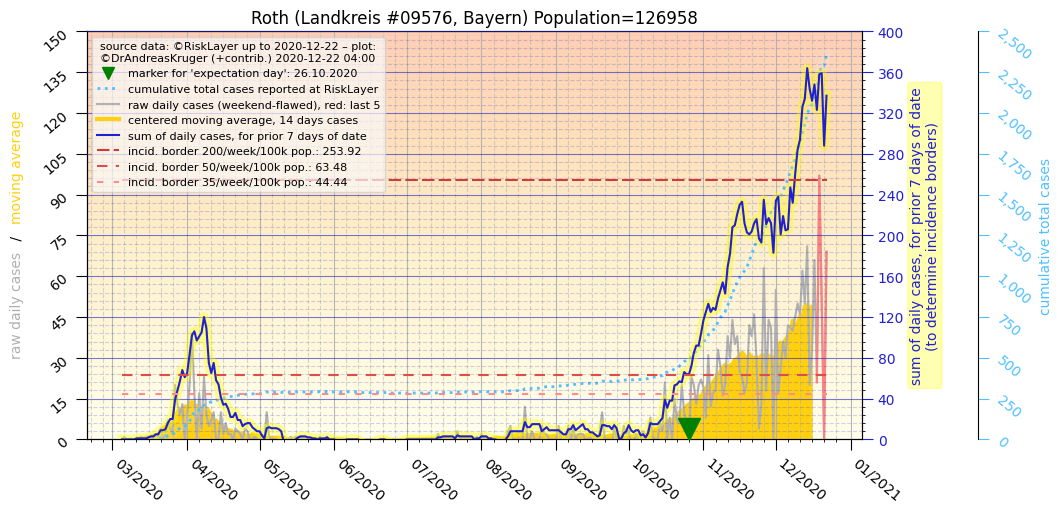 Roth (Landkreis #09576, Bayern) Population=126958
source data: ©RiskLayer up to 2020-12-22 – plot:
©DrAndreasKruger (+contrib.) 2020-12-22 04:00
marker for 'expectation day': 26.10.2020
cumulative total cases reported at RiskLayer
raw daily cases (weekend-flawed), red: last 5
centered moving average, 14 days cases
sum of daily cases, for prior 7 days of date
incid. border 200/week/100k pop.: 253.92
incid. border 50/week/100k pop.: 63.48
incid. border 35/week/100k pop.: 44.44
raw daily cases / moving average
150
135
120
105
90
75
60
45
30
15
0
03/2020
04/2020
05/2020
06/2020
07/2020
08/2020
09/2020
10/2020
11/2020
12/2020
01/2021
400
360
320
280
240
200
160
120
80
40
0
sum of daily cases, for prior 7 days of date
(to determine incidence borders)
2,500
2,250
2,000
1,750
1,500
1,250
1,000
750
500
250
0
cumulative total cases